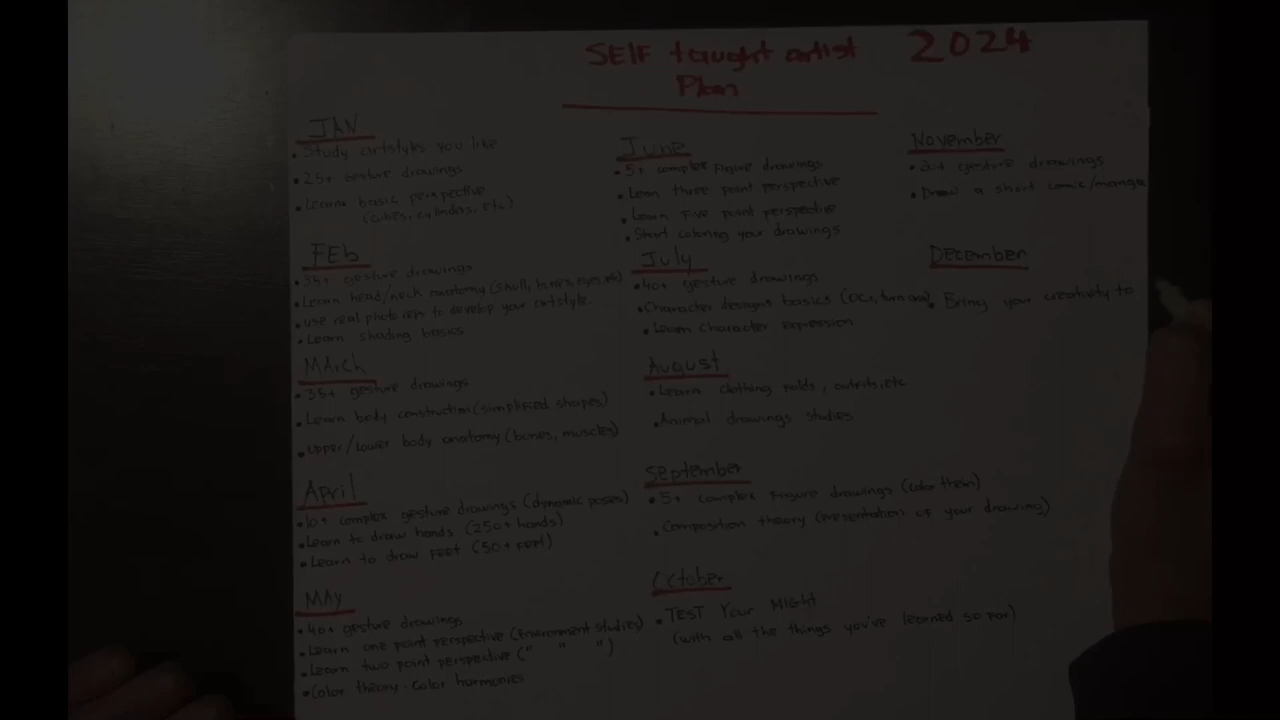 SElF taught artist 2024
Plan
JAN
• Study artstyles you like
• 25+ Gesture drawings
• Learn basic perspective
(cubes, cylinders, etc)
FEb
gesture drawings
• Learn head/neck anatomy (skull, bones, eyes, etc)
• use real photo refs to develop your artstyle.
• Learn shading basics
MArch
• 35+ gesture drawings
• Learn body construction (simplified shapes)
• upper/Lower body anatomy (bones, muscles)
April
• 10+ complex gesture drawings (dynamic poses)
• Learn to draw hands (250+ hands)
• Learn to draw FEET (50+ FEET)
MAy
• 40+ gesture drawings
• Learn one point perspective (Environment studies)
• Learn two point perspective (" " ")
• Color theory - Color harmonies
June
• 5+ complex Figure drawings
• Learn three point perspective
• Learn Five point perspective
• Start coloring your drawings
July
• 40+ gesture drawings
• Character designs basics (OCs,
• Learn Character expression
August
• Learn clothing folds, outfits, etc
• Animal drawings studies
September
• 5+ complex Figure drawings (Color them)
• Composition theory (Presentation of your drawing)
October
• TEST Your MIGHt
(with all the things you've learned so far)
November
gesture drawings
• Draw a short comic/manga
December
• Bring your creativity to